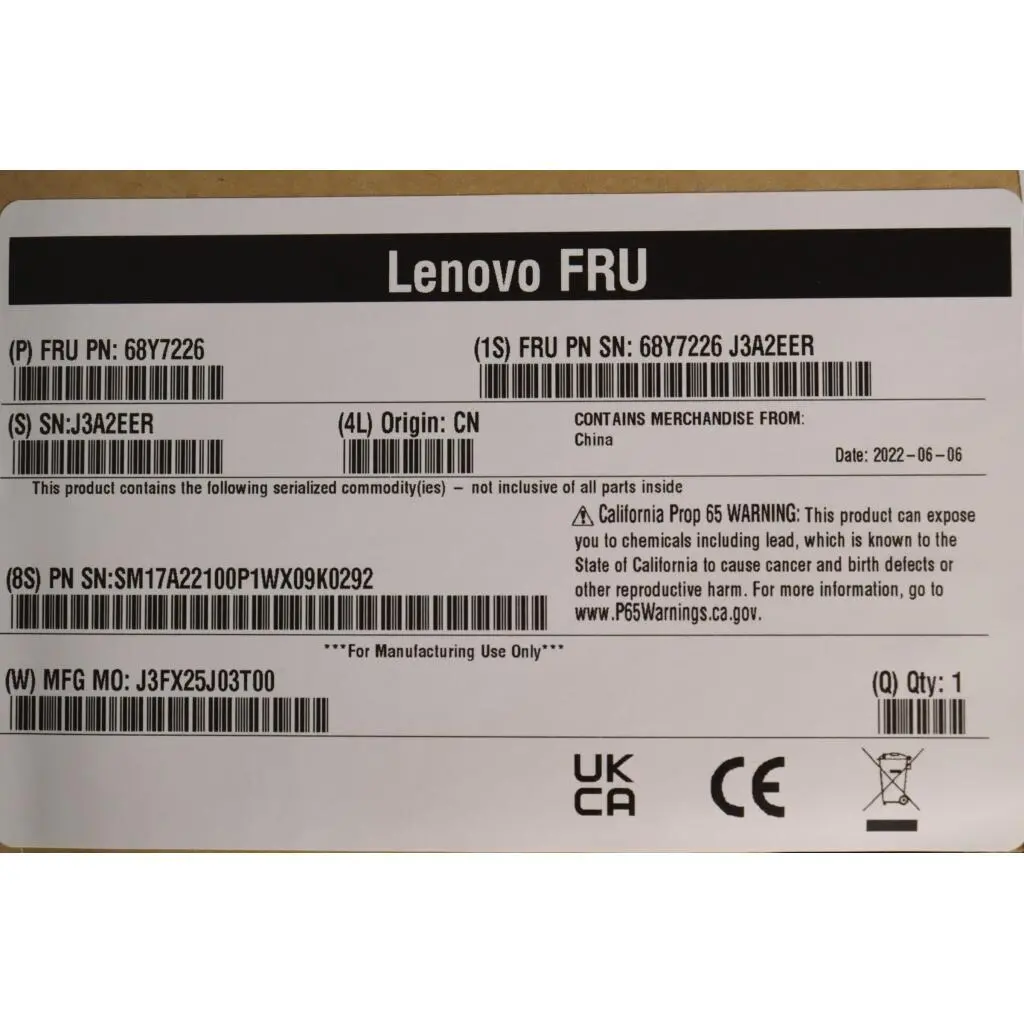 Lenovo FRU
(P) FRU PN: 68Y7226
(1S) FRU PN SN: 68Y7226 J3A2EER
(S) SN:J3A2EER
(4L) Origin: CN
CONTAINS MERCHANDISE FROM:
China
Date: 2022-06-06
This product contains the following serialized commodity(ies) – not inclusive of all parts inside
⚠ California Prop 65 WARNING: This product can expose
you to chemicals including lead, which is known to the
State of California to cause cancer and birth defects or
other reproductive harm. For more information, go to
www.P65Warnings.ca.gov.
(8S) PN SN:SM17A22100P1WX09K0292
***For Manufacturing Use Only***
(W) MFG MO: J3FX25J03T00
(Q) Qty: 1
UK
CA
CE